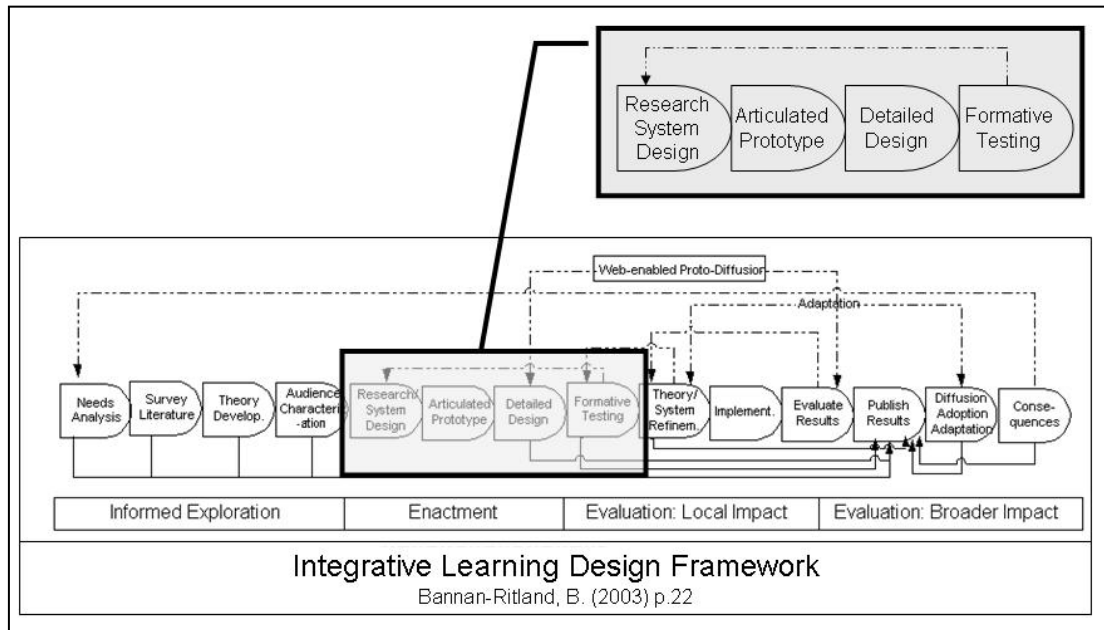 Research
System
Design
Articulated
Prototype
Detailed
Design
Formative
Testing
Web-enabled Proto-Diffusion
Adaptation
Needs
Analysis
Survey
Literature
Theory
Develop.
Audience
Characteri-
-ation
Research/
System
Design
Articulated
Prototype
Detailed
Design
Formative
Testing
Theory/
System
Refinem.
Implement.
Evaluate
Results
Publish
Results
Diffusion
Adoption
Adaptation
Conse-
quences
Informed Exploration
Enactment
Evaluation: Local Impact
Evaluation: Broader Impact
Integrative Learning Design Framework
Bannan-Ritland, B. (2003) p.22